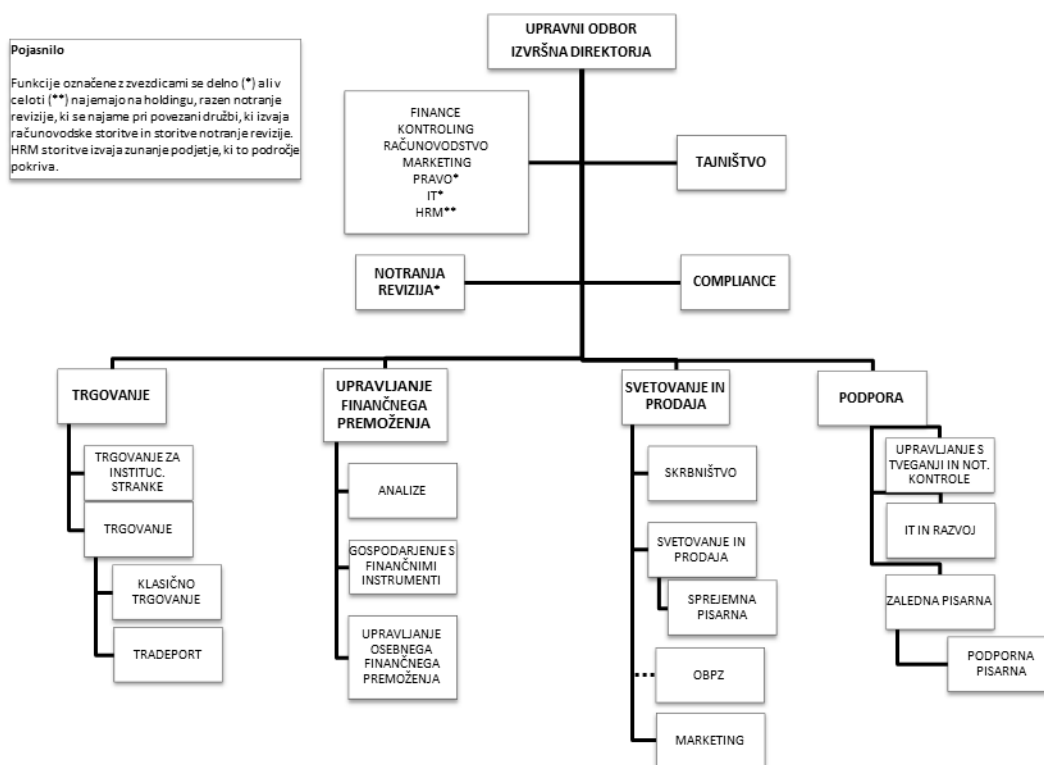 UPRAVNI ODBOR
IZVRŠNA DIREKTORJA
Pojasnilo
Funkcije označene z zvezdicami se delno (*) ali v
celoti (**) najemajo na holdingu, razen notranje
revizije, ki se najame pri povezani družbi, ki izvaja
računovodske storitve in storitve notranje revizije.
HRM storitve izvaja zunanje podjetje, ki to področje
pokriva.
FINANCE
KONTROLING
RAČUNOVODSTVO
MARKETING
PRAVO*
IT*
HRM**
TAJNIŠTVO
NOTRANJA
REVIZIJA*
COMPLIANCE
TRGOVANJE
TRGOVANJE ZA
INSTITUC.
STRANKE
TRGOVANJE
KLASIČNO
TRGOVANJE
TRADEPORT
UPRAVLJANJE
FINANČNEGA
PREMOŽENJA
ANALIZE
GOSPODARJENJE S
FINANČNIMI
INSTRUMENTI
UPRAVLJANJE
OSEBNEGA
FINANČNEGA
PREMOŽENJA
SVETOVANJE IN
PRODAJA
SKRBNIŠTVO
SVETOVANJE IN
PRODAJA
SPREJEMNA
PISARNA
OBPZ
MARKETING
PODPORA
UPRAVLJANJE S
TVEGANJI IN NOT.
KONTROLE
IT IN RAZVOJ
ZALEDNA PISARNA
PODPORNA
PISARNA